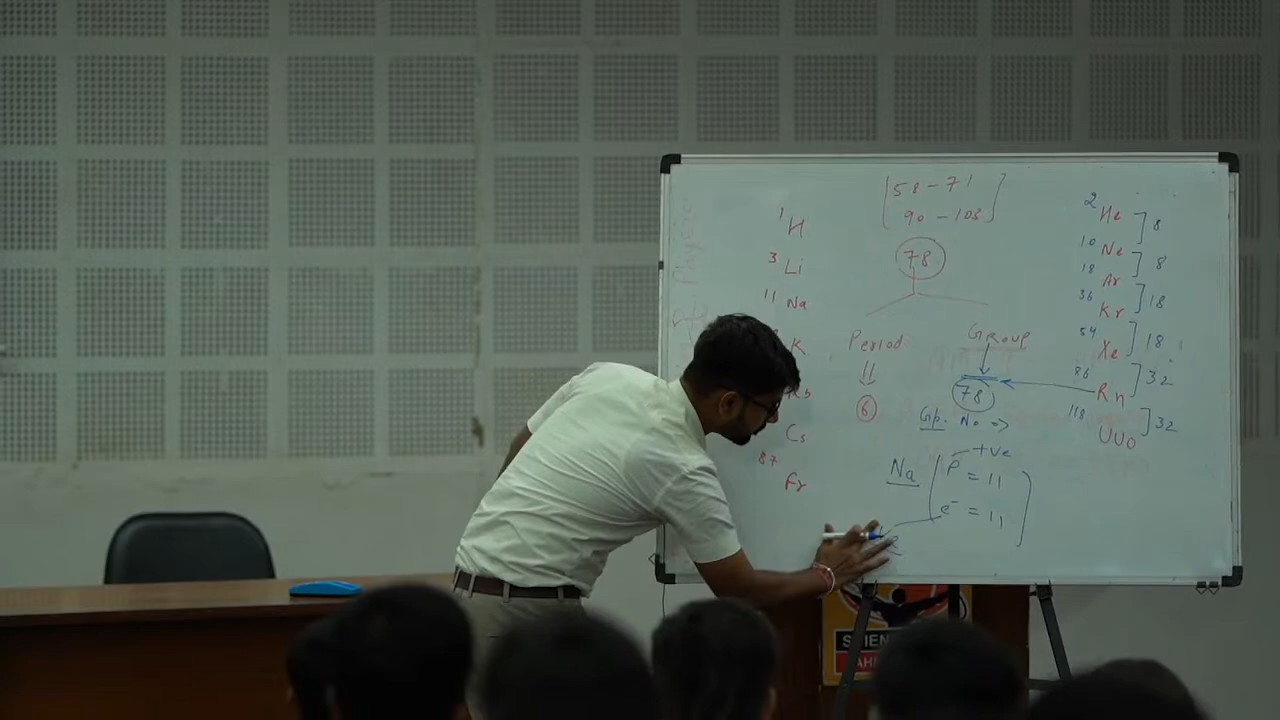 [58-71
90-103]
78
1 H
3 Li
11 Na
K
Rb
Cs
87 Fr
Period
6
Group
78
Gp. No =>
Na
p = 11
+ve
e- = 11
2 He ] 8
10 Ne ] 8
18 Ar ] 18
36 Kr ] 18
54 Xe ] 32
86 Rn ] 32
118 Uuo
SCIEN